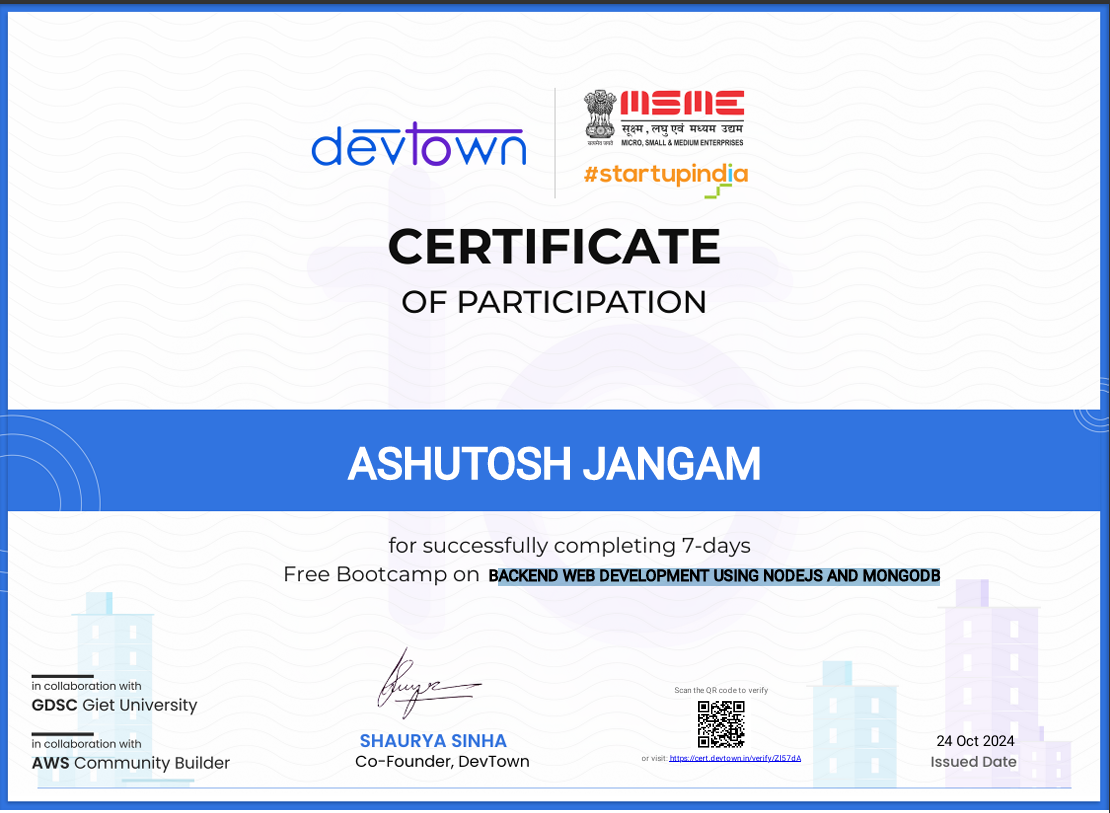 devtown
MSME
सूक्ष्म, लघु एवं मध्यम उद्यम
सत्यमेव जयते
MICRO, SMALL & MEDIUM ENTERPRISES
#startupindia
CERTIFICATE
OF PARTICIPATION
ASHUTOSH JANGAM
for successfully completing 7-days
Free Bootcamp on BACKEND WEB DEVELOPMENT USING NODEJS AND MONGODB
in collaboration with
GDSC Giet University
in collaboration with
AWS Community Builder
SHAURYA SINHA
Co-Founder, DevTown
Scan the QR code to verify
or visit: https://cert.devtown.in/verify/ZI57dA
24 Oct 2024
Issued Date